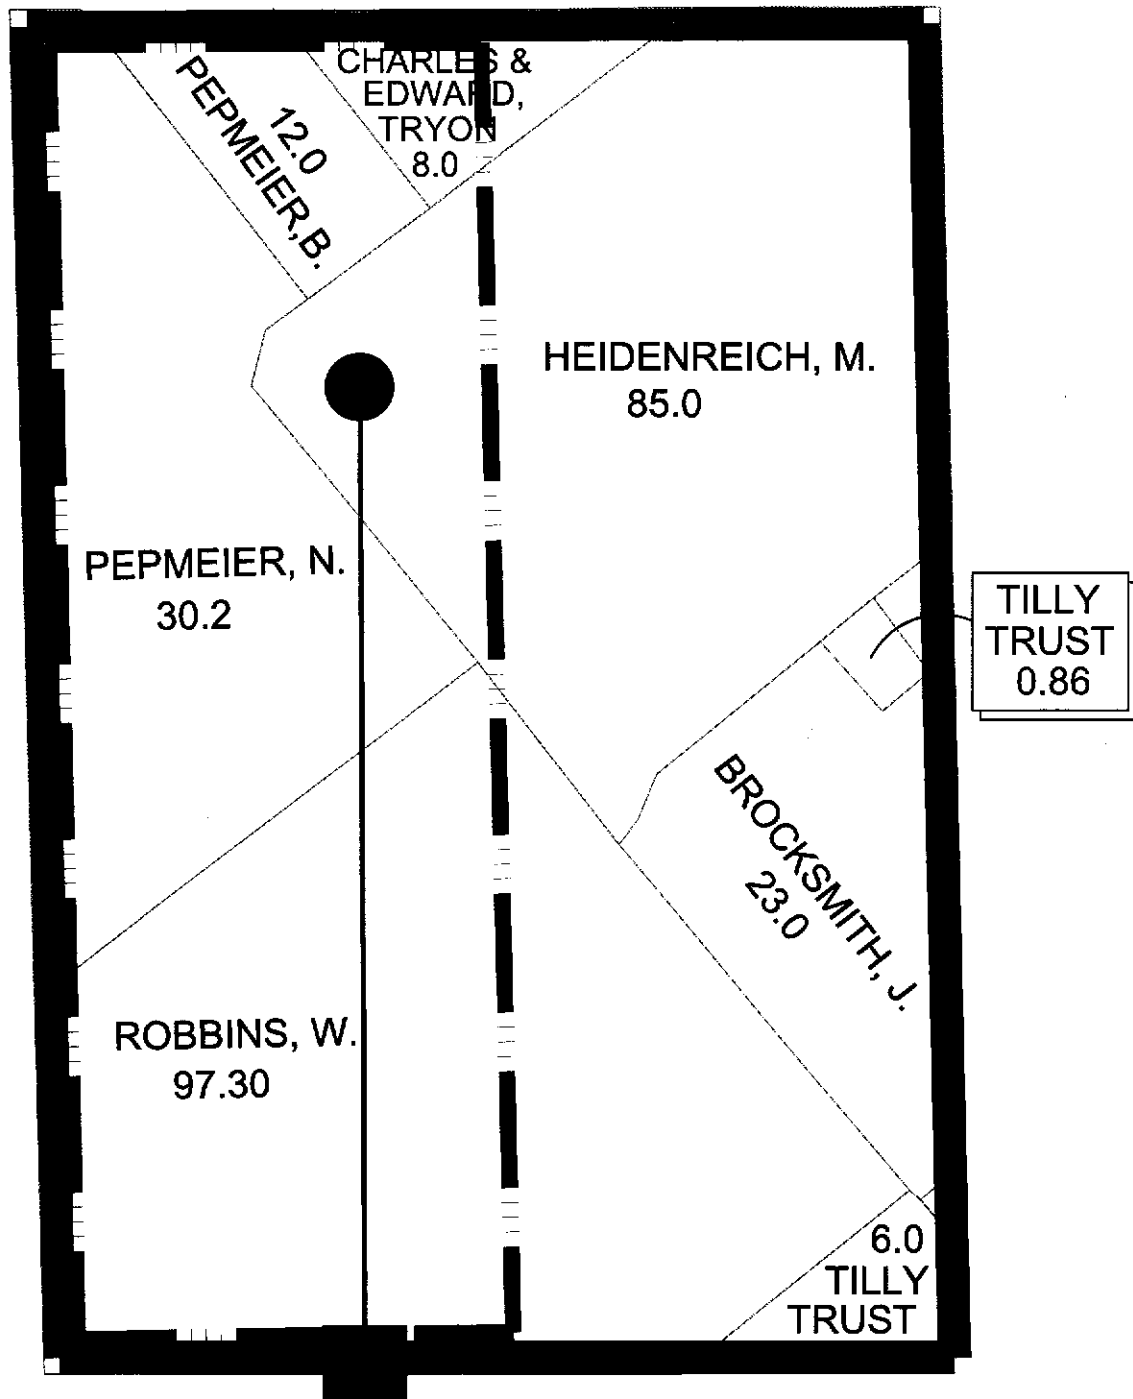 CHARLES &
EDWARD,
TRYON
8.0
12.0
PEPMEIER,B.
HEIDENREICH, M.
85.0
PEPMEIER, N.
30.2
TILLY
TRUST
0.86
BROCKSMITH, J.
23.0
ROBBINS, W.
97.30
6.0
TILLY
TRUST